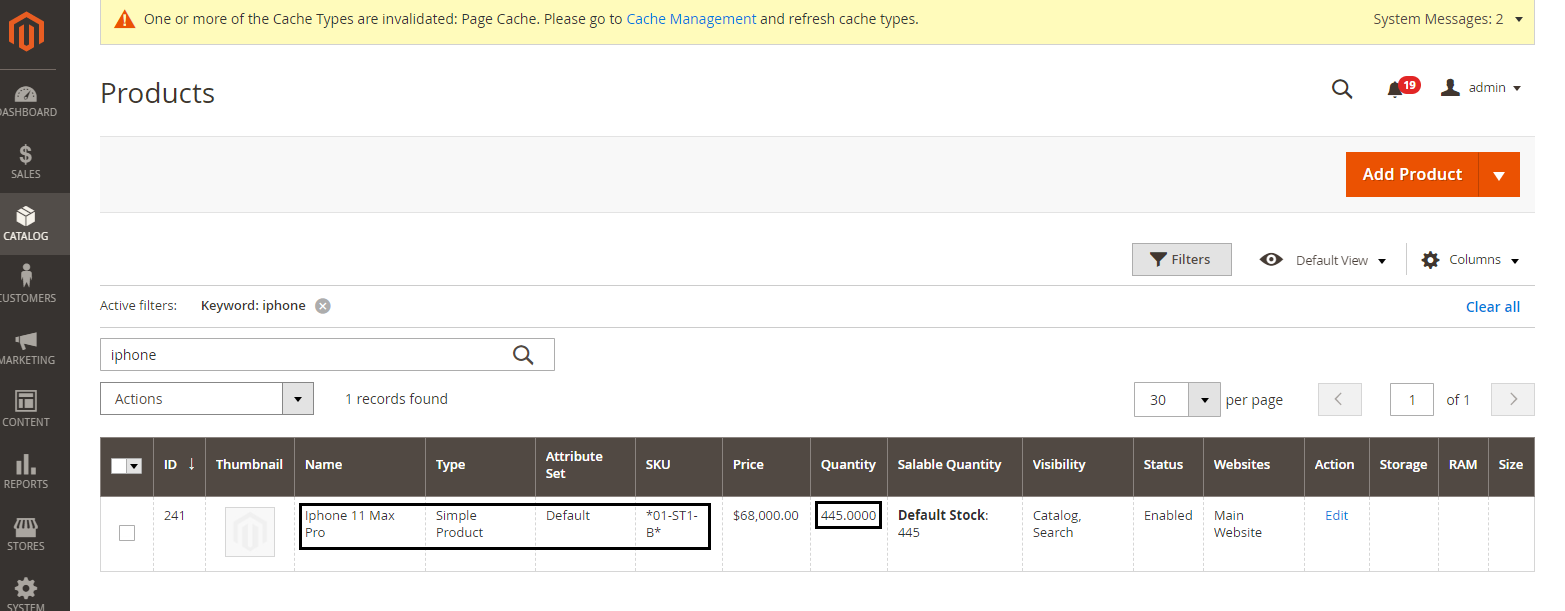 One or more of the Cache Types are invalidated: Page Cache. Please go to Cache Management and refresh cache types.
System Messages: 2
Products
19
admin
DASHBOARD
SALES
CATALOG
CUSTOMERS
MARKETING
CONTENT
REPORTS
STORES
SYSTEM
Add Product
Filters
Default View
Columns
Active filters:
Keyword: iphone
Clear all
iphone
Actions
1 records found
30
per page
1
of 1
ID ↓
Thumbnail
Name
Type
Attribute
Set
SKU
Price
Quantity
Salable Quantity
Visibility
Status
Websites
Action
Storage
RAM
Size
241
Iphone 11 Max
Pro
Simple
Product
Default
*01-ST1-
B*
$68,000.00
445.0000
Default Stock:
445
Catalog,
Search
Enabled
Main
Website
Edit